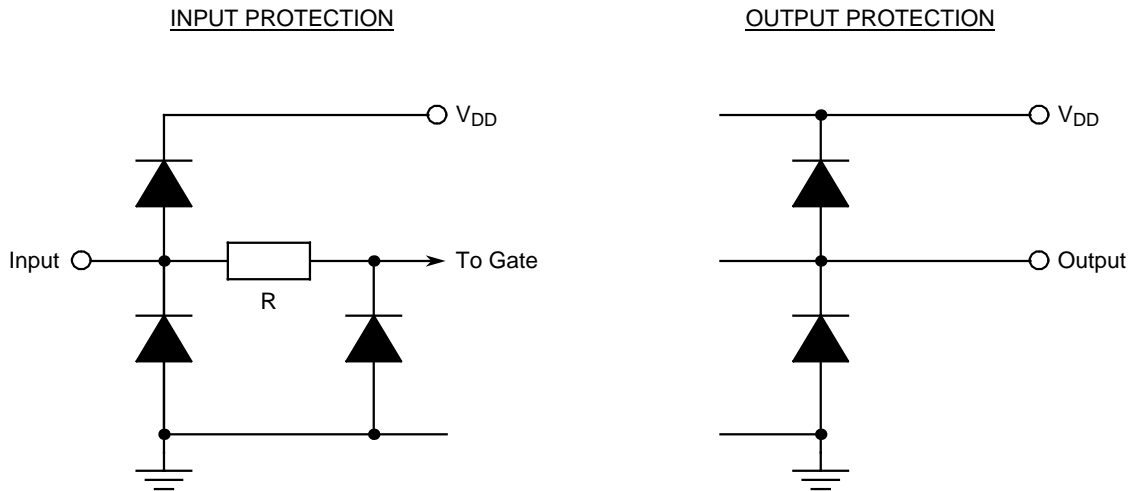 INPUT PROTECTION
OUTPUT PROTECTION
VDD
VDD
Input
To Gate
Output
R